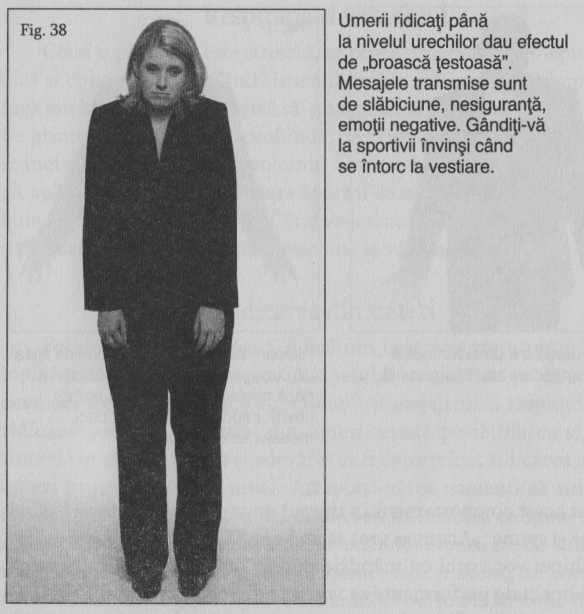 Fig. 38
Umerii ridicaţi până
la nivelul urechilor dau efectul
de „broască ţestoasă”.
Mesajele transmise sunt
de slăbiciune, nesiguranţă,
emoţii negative. Gândiţi-vă
la sportivii învinşi când
se întorc la vestiare.